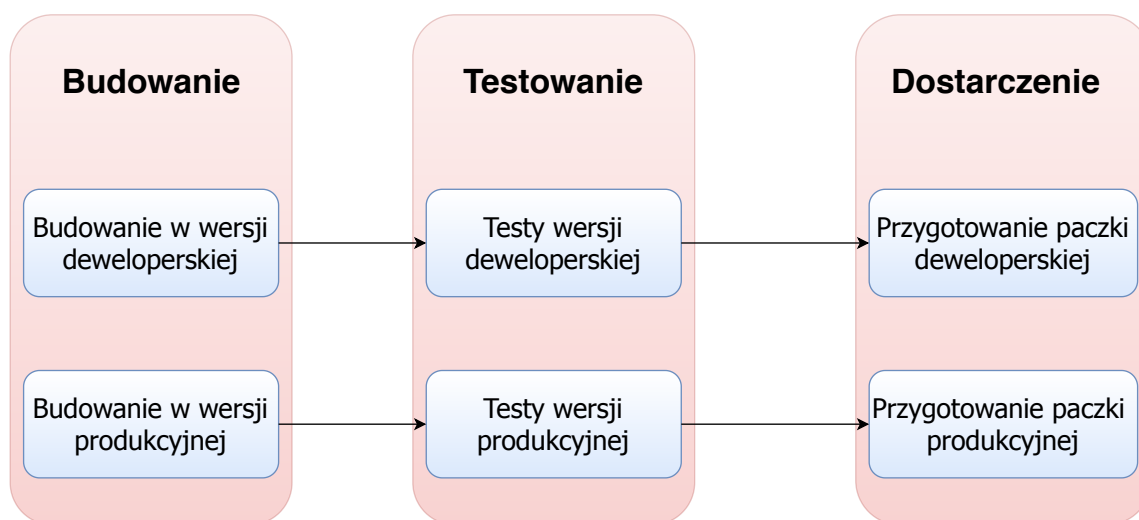 Budowanie
Testowanie
Dostarczenie
Budowanie w wersji
deweloperskiej
Testy wersji
deweloperskiej
Przygotowanie paczki
deweloperskiej
Budowanie w wersji
produkcyjnej
Testy wersji
produkcyjnej
Przygotowanie paczki
produkcyjnej